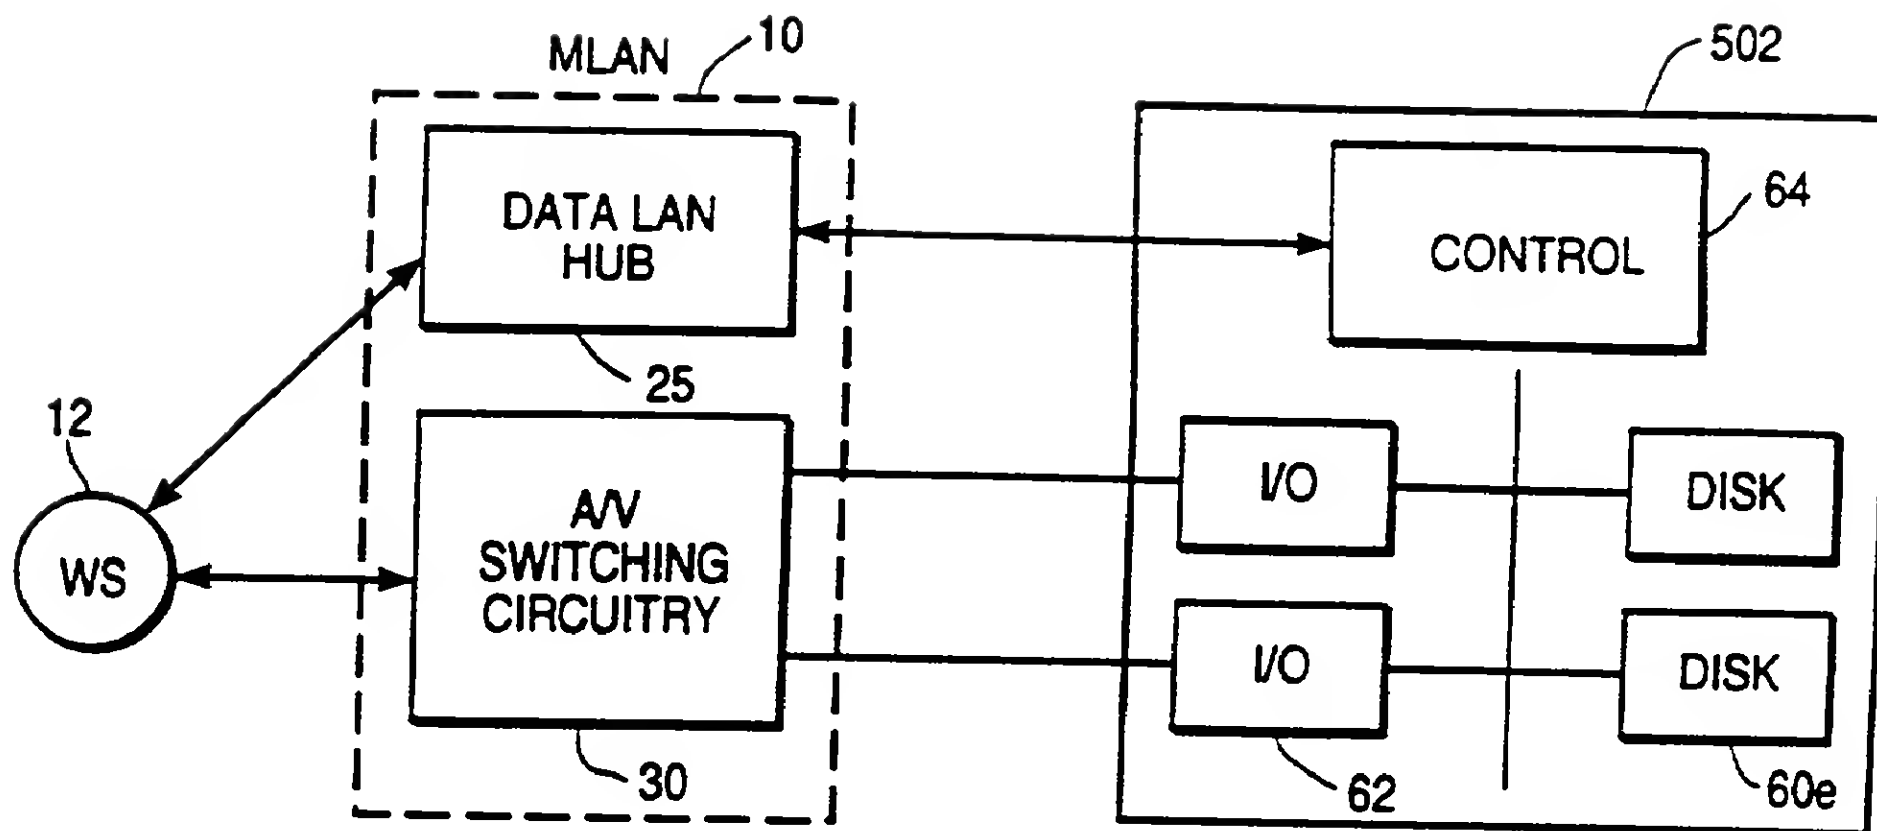 MLAN
10
502
DATA LAN
HUB
25
CONTROL
64
12
WS
A/V
SWITCHING
CIRCUITRY
30
I/O
DISK
I/O
62
DISK
60e